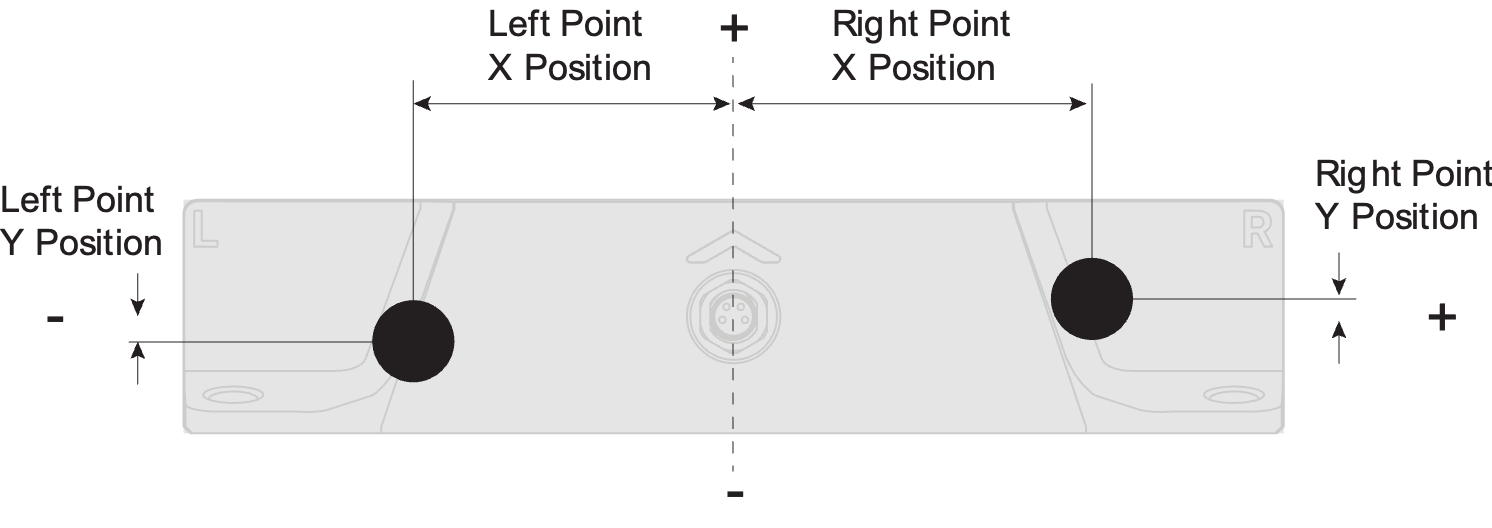 Left Point
X Position
+
Right Point
X Position
Left Point
Y Position
-
L
R
Right Point
Y Position
+
-